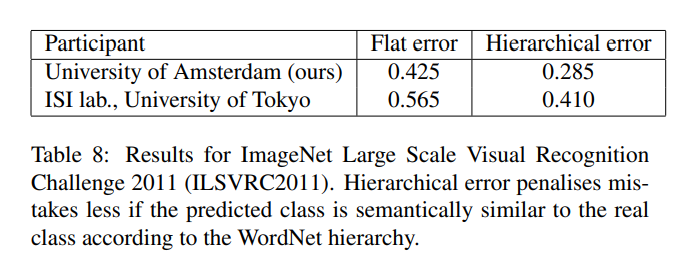 Participant Flat error Hierarchical error
University of Amsterdam (ours) 0.425 0.285
ISI lab., University of Tokyo 0.565 0.410
Table 8: Results for ImageNet Large Scale Visual Recognition
Challenge 2011 (ILSVRC2011). Hierarchical error penalises mis-
takes less if the predicted class is semantically similar to the real
class according to the WordNet hierarchy.